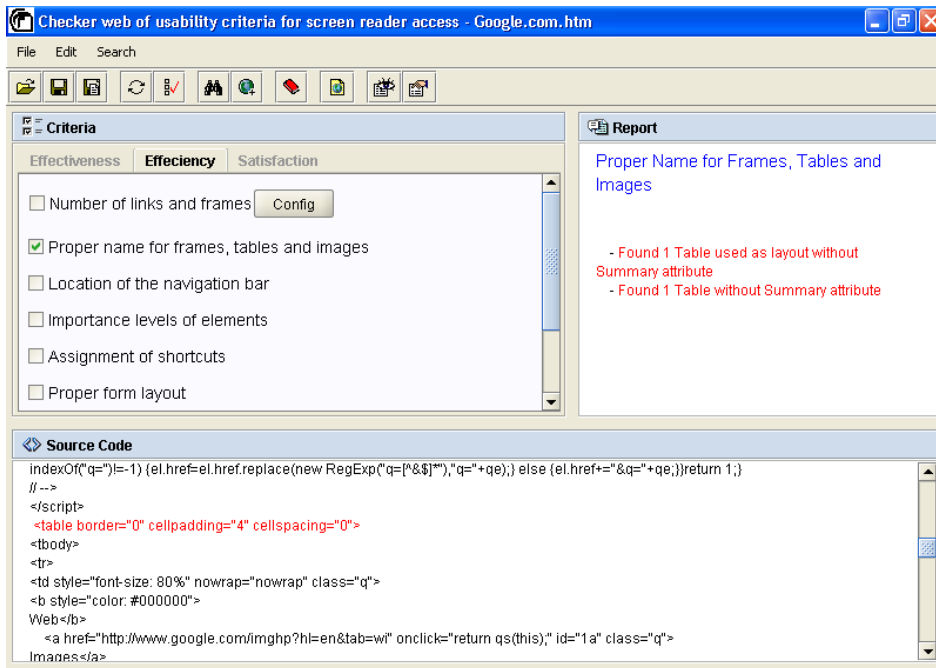 Checker web of usability criteria for screen reader access - Google.com.htm
File Edit Search
Criteria
Effectiveness Effeciency Satisfaction
Number of links and frames Config
Proper name for frames, tables and images
Location of the navigation bar
Importance levels of elements
Assignment of shortcuts
Proper form layout
Report
Proper Name for Frames, Tables and
Images
- Found 1 Table used as layout without
Summary attribute
- Found 1 Table without Summary attribute
Source Code
indexOf("q=")!=-1) {el.href=el.href.replace(new RegExp("q=[^&$]*"),"q="+qe);} else {el.href+="&q="+qe;}}return 1;}
// -->
</script>
<table border="0" cellpadding="4" cellspacing="0">
<tbody>
<tr>
<td style="font-size: 80%" nowrap="nowrap" class="q">
<b style="color: #000000">
Web</b>
<a href="http://www.google.com/imghp?hl=en&tab=wi" onclick="return qs(this);" id="1a" class="q">
Images</a>